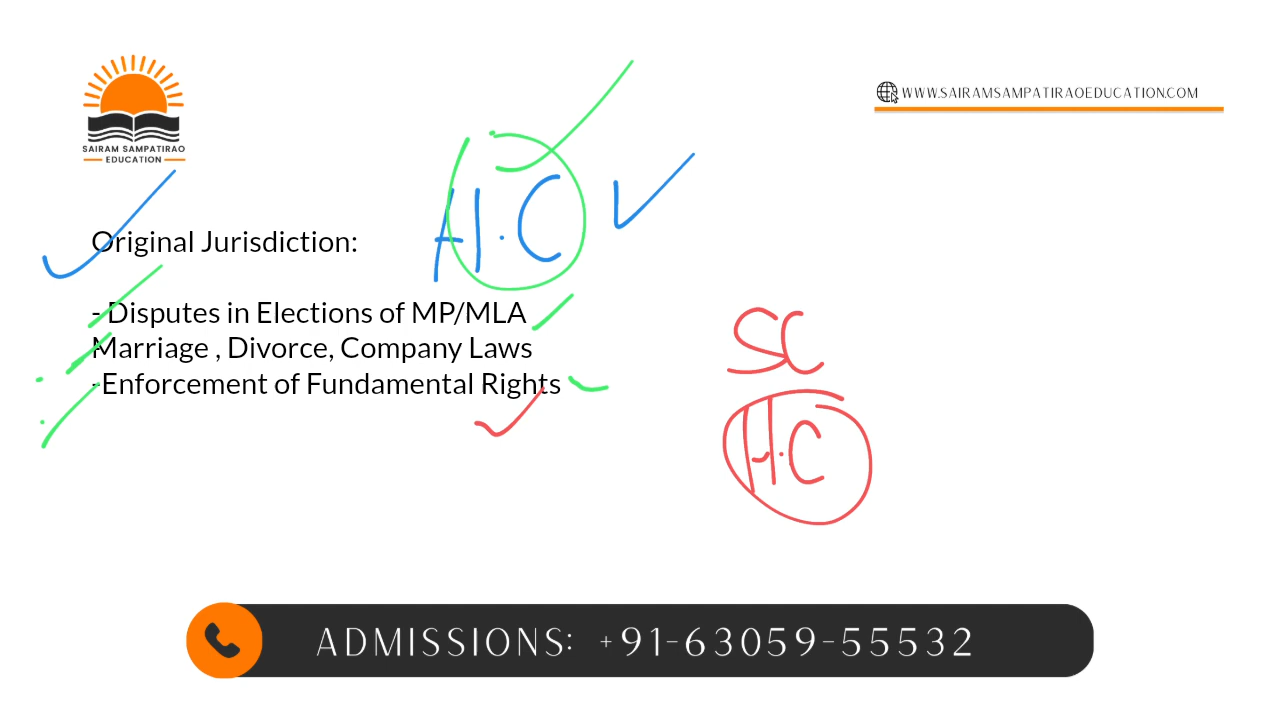 SAIRAM SAMPATIRAO
EDUCATION
WWW.SAIRAMSAMPATIRAOEDUCATION.COM
H.C
Original Jurisdiction:
- Disputes in Elections of MP/MLA
Marriage , Divorce, Company Laws
-Enforcement of Fundamental Rights
SC
H.C
ADMISSIONS: +91-63059-55532